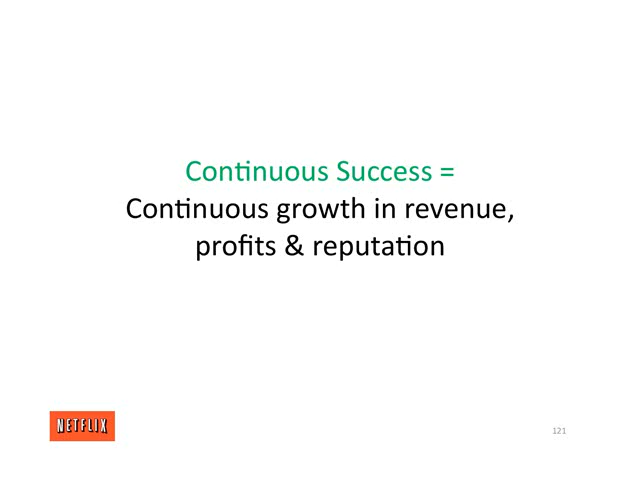 Continuous Success =
Continuous growth in revenue,
profits & reputation
NETFLIX
121